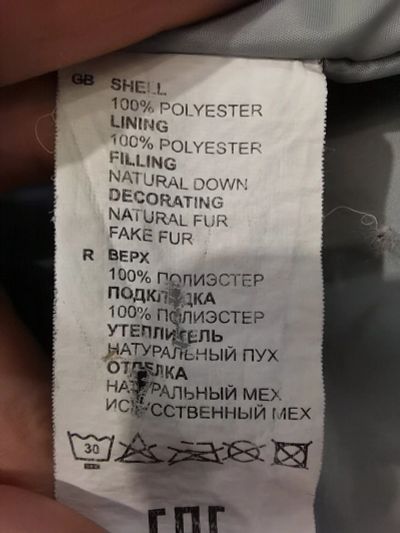 GB SHELL
100% POLYESTER
LINING
100% POLYESTER
FILLING
NATURAL DOWN
DECORATING
NATURAL FUR
FAKE FUR
R ВЕРХ
100% ПОЛИЭСТЕР
ПОДКЛАДКА
100% ПОЛИЭСТЕР
УТЕПЛИТЕЛЬ
НАТУРАЛЬНЫЙ ПУХ
ОТДЕЛКА
НАТУРАЛЬНЫЙ МЕХ
ИСКУССТВЕННЫЙ МЕХ
30